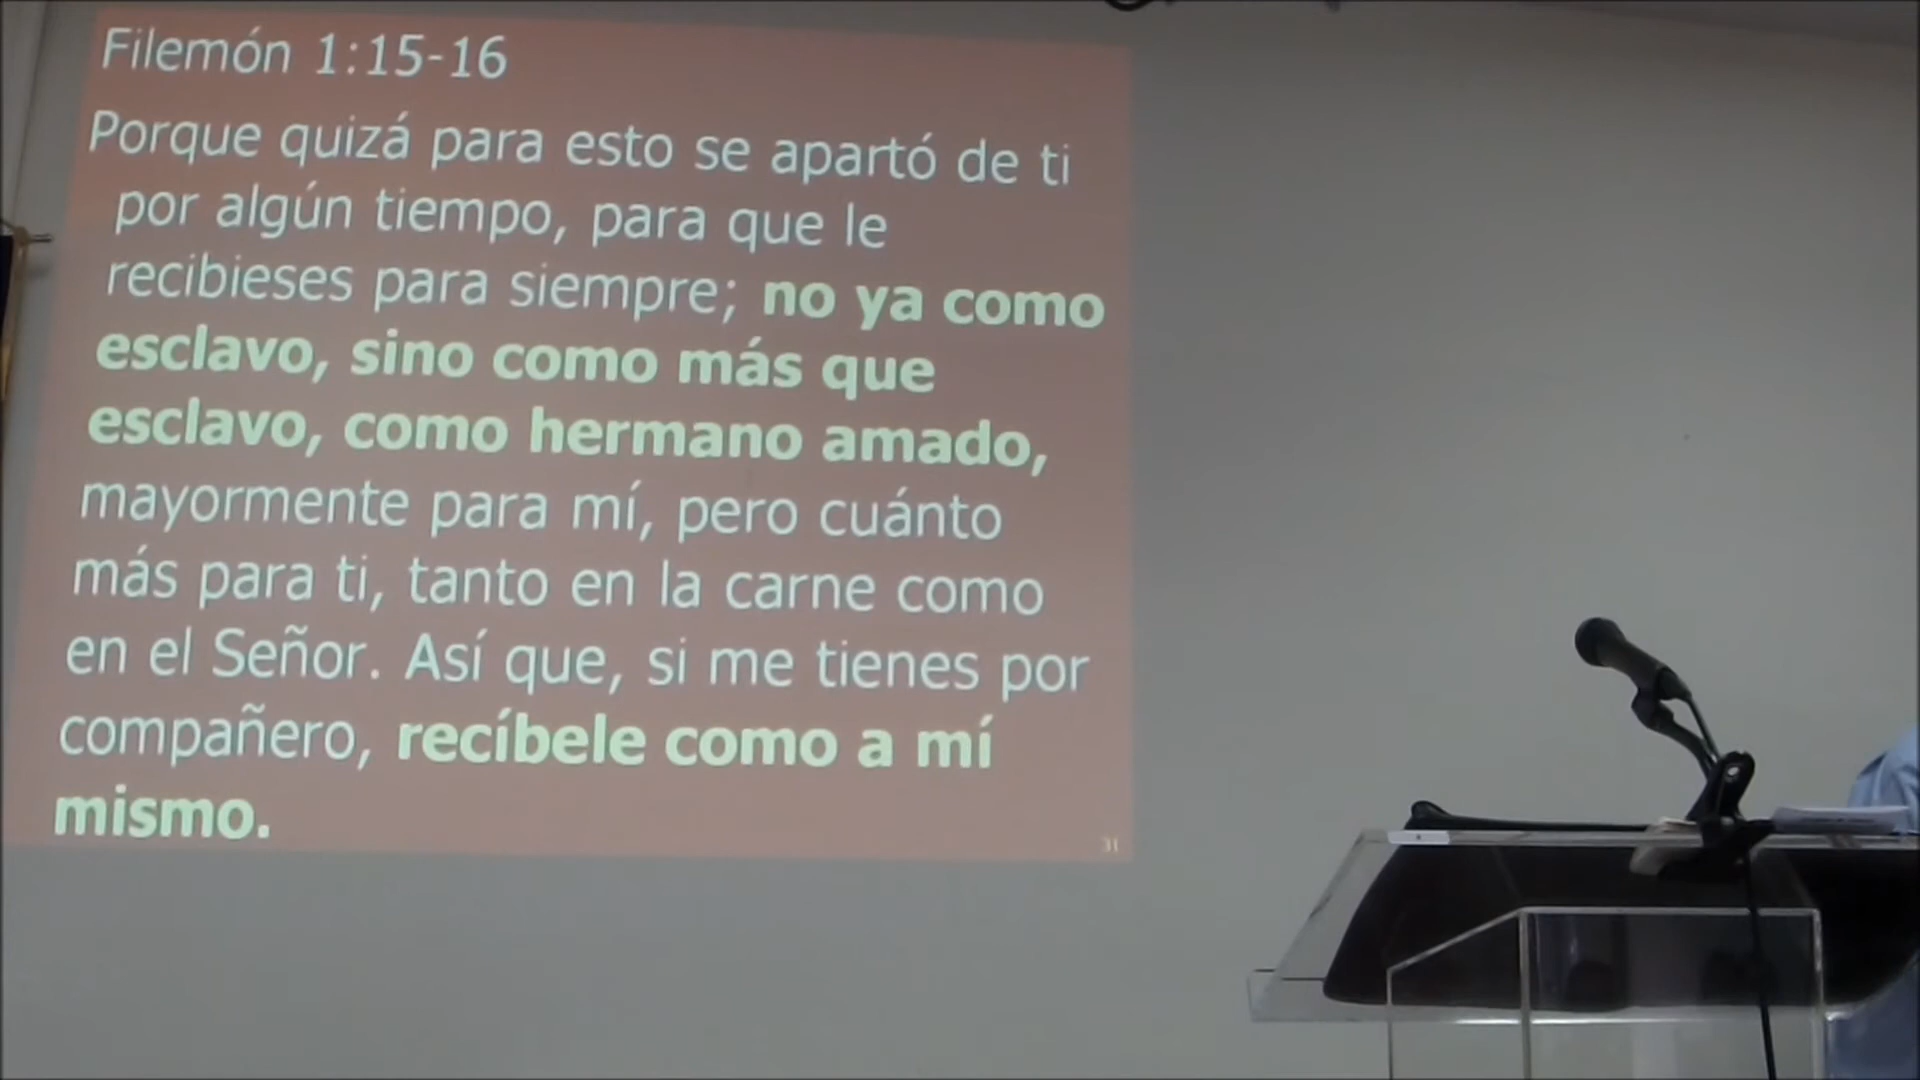 Filemón 1:15-16
Porque quizá para esto se apartó de ti
por algún tiempo, para que le
recibieses para siempre; no ya como
esclavo, sino como más que
esclavo, como hermano amado,
mayormente para mí, pero cuánto
más para ti, tanto en la carne como
en el Señor. Así que, si me tienes por
compañero, recíbele como a mí
mismo.
31